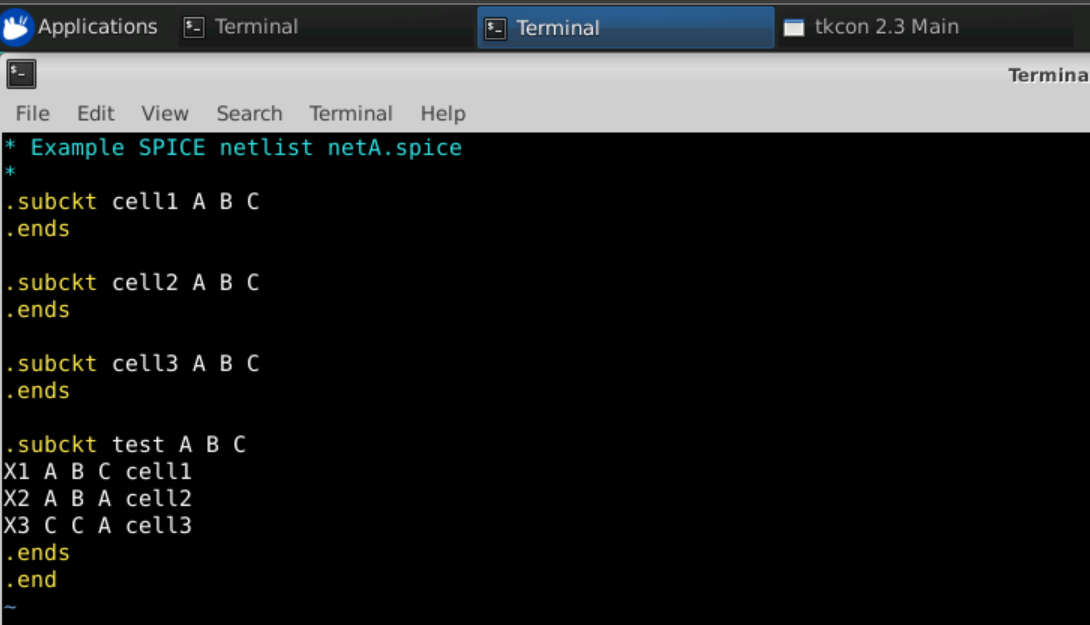 Applications Terminal Terminal tkcon 2.3 Main
Termina
File Edit View Search Terminal Help
* Example SPICE netlist netA.spice
*
.subckt cell1 A B C
.ends
.subckt cell2 A B C
.ends
.subckt cell3 A B C
.ends
.subckt test A B C
X1 A B C cell1
X2 A B A cell2
X3 C C A cell3
.ends
.end
~